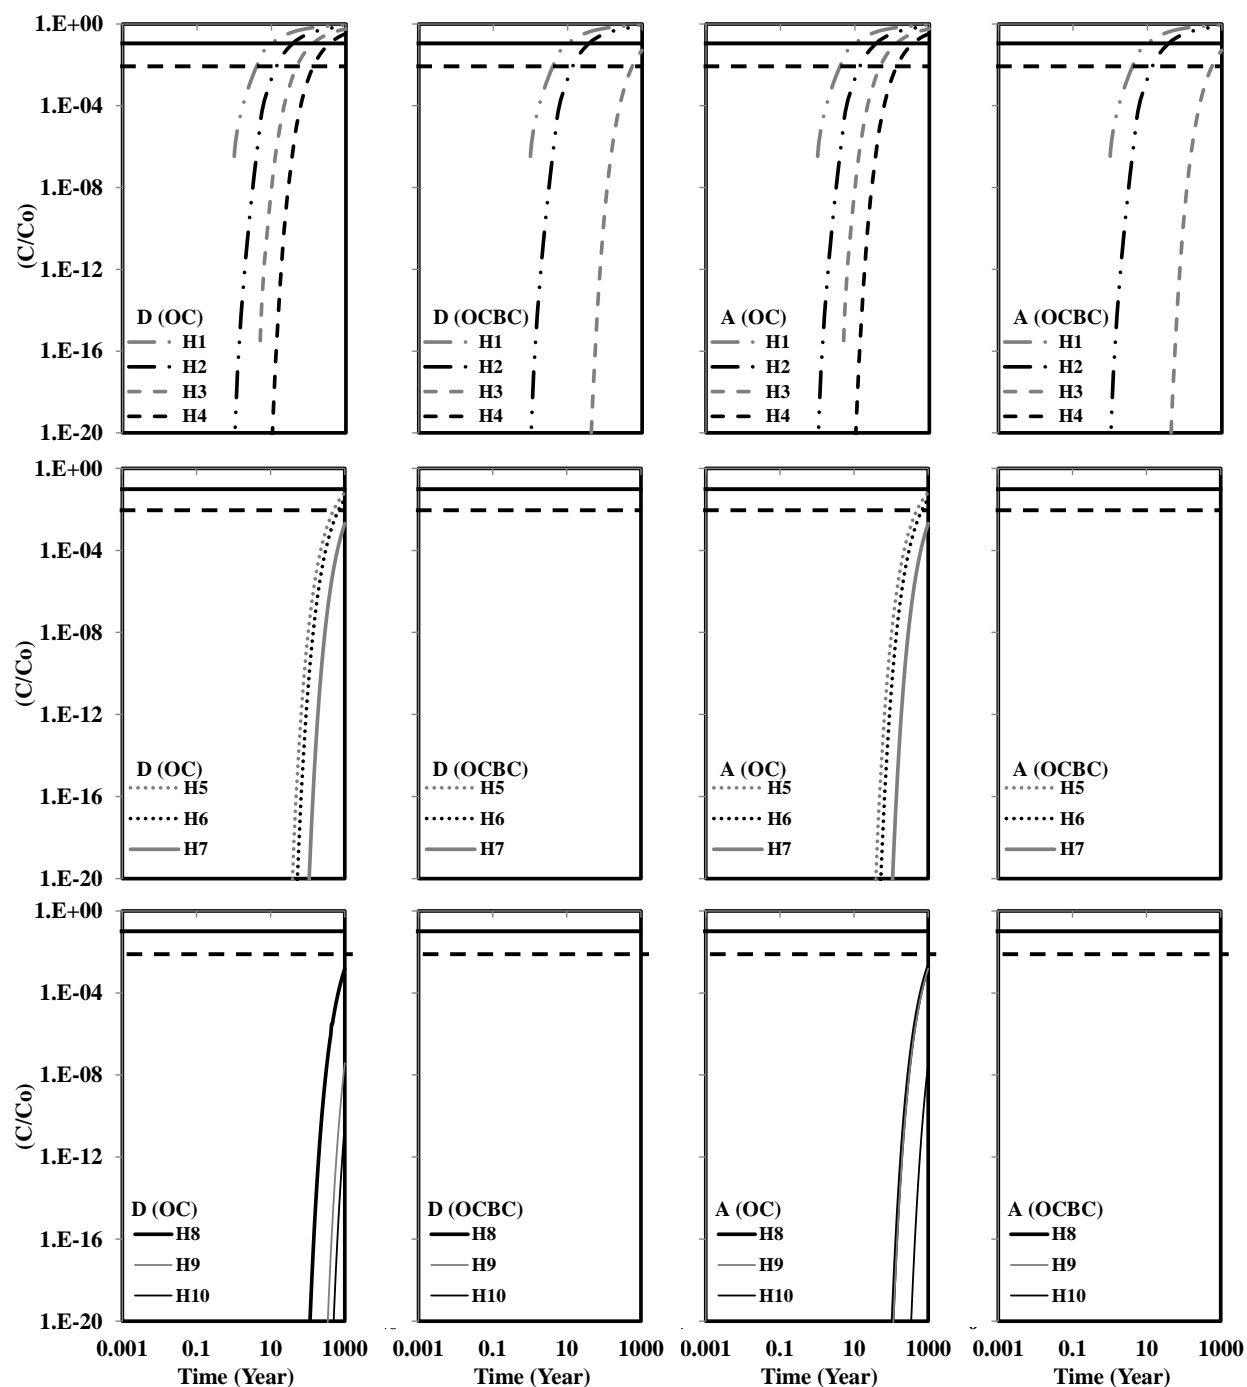 1.E+00
1.E-04
1.E-08
1.E-12
1.E-16
1.E-20
(C/Co)
D (OC)
H1
H2
H3
H4
D (OCBC)
H1
H2
H3
H4
A (OC)
H1
H2
H3
H4
A (OCBC)
H1
H2
H3
H4
1.E+00
1.E-04
1.E-08
1.E-12
1.E-16
1.E-20
(C/Co)
D (OC)
H5
H6
H7
D (OCBC)
H5
H6
H7
A (OC)
H5
H6
H7
A (OCBC)
H5
H6
H7
1.E+00
1.E-04
1.E-08
1.E-12
1.E-16
1.E-20
(C/Co)
D (OC)
H8
H9
H10
D (OCBC)
H8
H9
H10
A (OC)
H8
H9
H10
A (OCBC)
H8
H9
H10
0.001 0.1 10 1000
Time (Year)
0.001 0.1 10 1000
Time (Year)
0.001 0.1 10 1000
Time (Year)
0.001 0.1 10 1000
Time (Year)